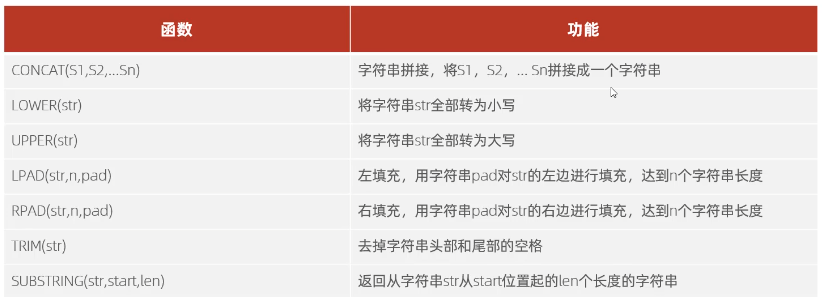 函数 功能
CONCAT(S1,S2,...Sn) 字符串拼接，将S1，S2，... Sn拼接成一个字符串
LOWER(str) 将字符串str全部转为小写
UPPER(str) 将字符串str全部转为大写
LPAD(str,n,pad) 左填充，用字符串pad对str的左边进行填充，达到n个字符串长度
RPAD(str,n,pad) 右填充，用字符串pad对str的右边进行填充，达到n个字符串长度
TRIM(str) 去掉字符串头部和尾部的空格
SUBSTRING(str,start,len) 返回从字符串str从start位置起的len个长度的字符串